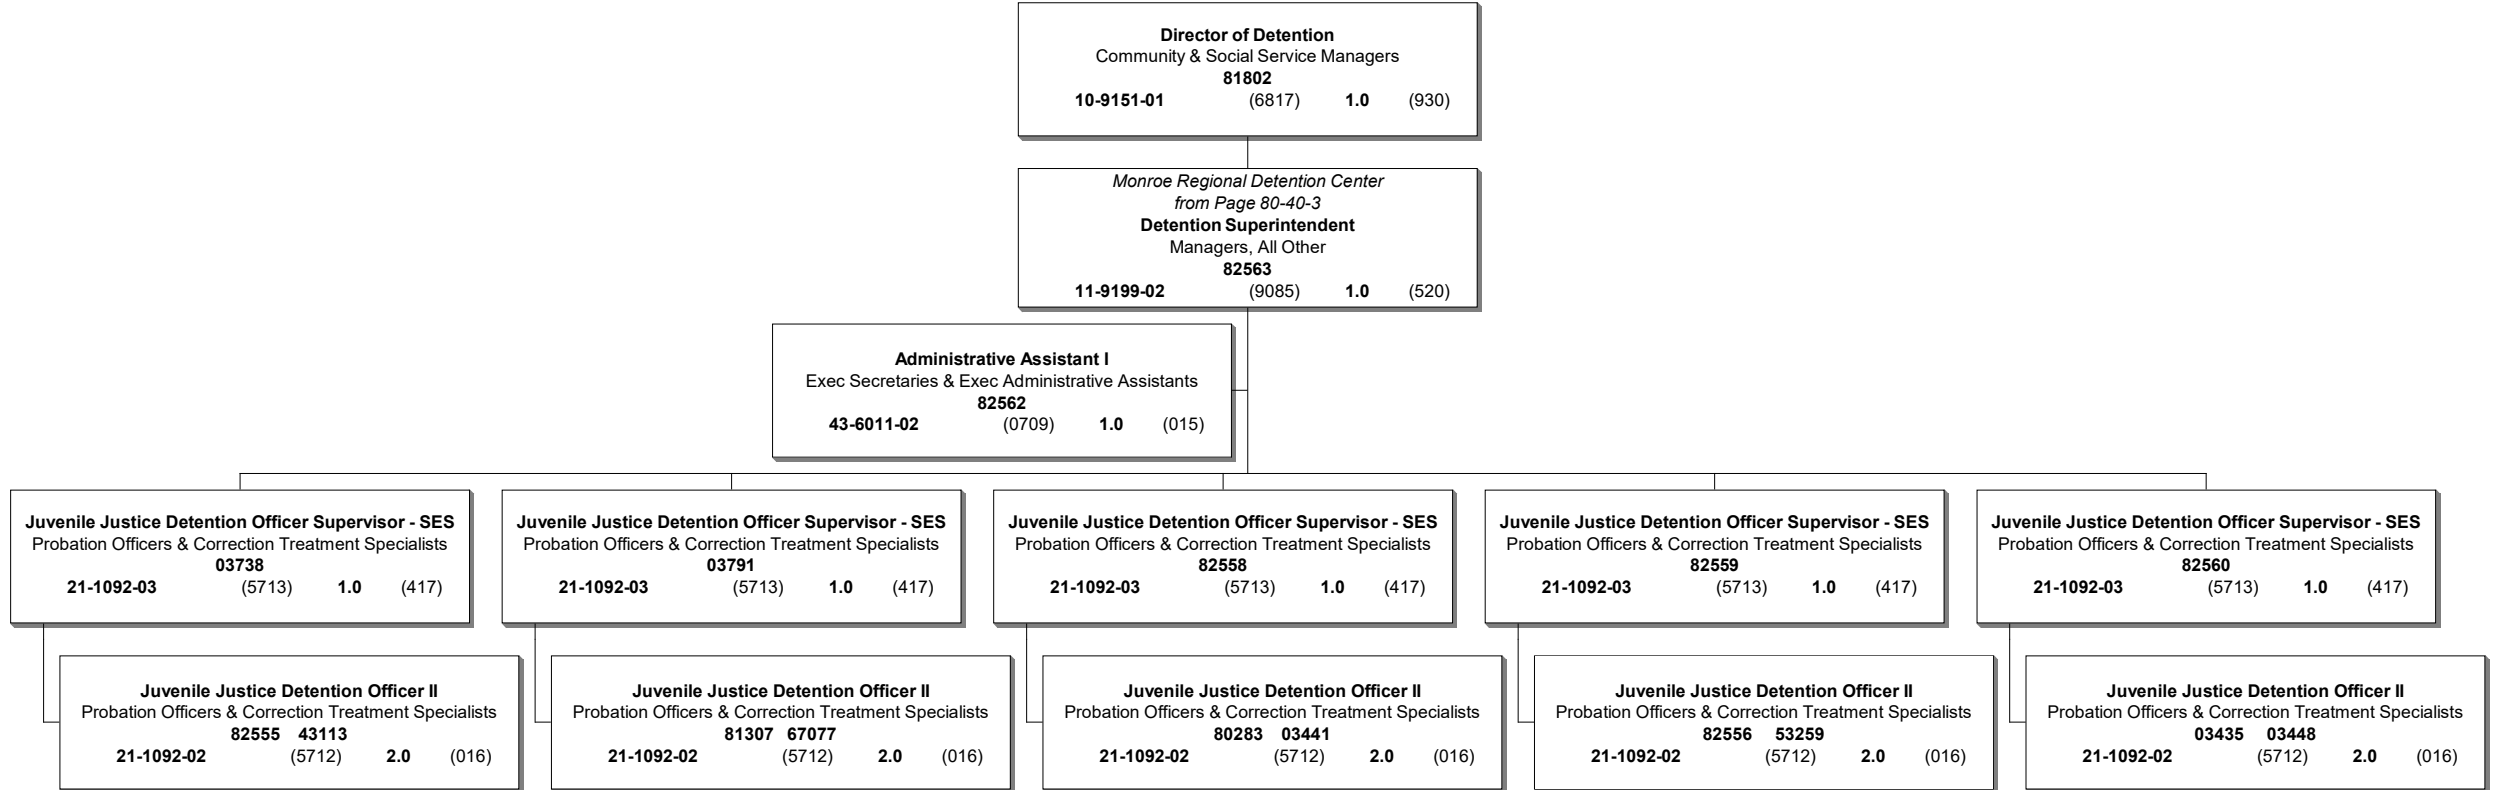 Director of Detention
Community & Social Service Managers
81802
10-9151-01 (6817) 1.0 (930)
Monroe Regional Detention Center
from Page 80-40-3
Detention Superintendent
Managers, All Other
82563
11-9199-02 (9085) 1.0 (520)
Administrative Assistant I
Exec Secretaries & Exec Administrative Assistants
82562
43-6011-02 (0709) 1.0 (015)
Juvenile Justice Detention Officer Supervisor - SES
Probation Officers & Correction Treatment Specialists
03738
21-1092-03 (5713) 1.0 (417)
Juvenile Justice Detention Officer Supervisor - SES
Probation Officers & Correction Treatment Specialists
03791
21-1092-03 (5713) 1.0 (417)
Juvenile Justice Detention Officer Supervisor - SES
Probation Officers & Correction Treatment Specialists
82558
21-1092-03 (5713) 1.0 (417)
Juvenile Justice Detention Officer Supervisor - SES
Probation Officers & Correction Treatment Specialists
82559
21-1092-03 (5713) 1.0 (417)
Juvenile Justice Detention Officer Supervisor - SES
Probation Officers & Correction Treatment Specialists
82560
21-1092-03 (5713) 1.0 (417)
Juvenile Justice Detention Officer II
Probation Officers & Correction Treatment Specialists
82555 43113
21-1092-02 (5712) 2.0 (016)
Juvenile Justice Detention Officer II
Probation Officers & Correction Treatment Specialists
81307 67077
21-1092-02 (5712) 2.0 (016)
Juvenile Justice Detention Officer II
Probation Officers & Correction Treatment Specialists
80283 03441
21-1092-02 (5712) 2.0 (016)
Juvenile Justice Detention Officer II
Probation Officers & Correction Treatment Specialists
82556 53259
21-1092-02 (5712) 2.0 (016)
Juvenile Justice Detention Officer II
Probation Officers & Correction Treatment Specialists
03435 03448
21-1092-02 (5712) 2.0 (016)